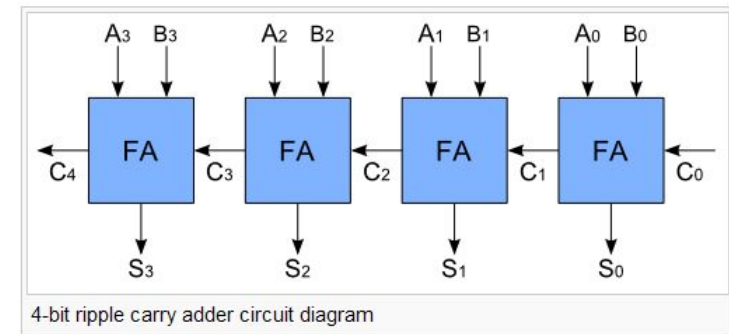 A3 B3 A2 B2 A1 B1 A0 B0
FA FA FA FA
C4 C3 C2 C1 C0
S3 S2 S1 S0
4-bit ripple carry adder circuit diagram